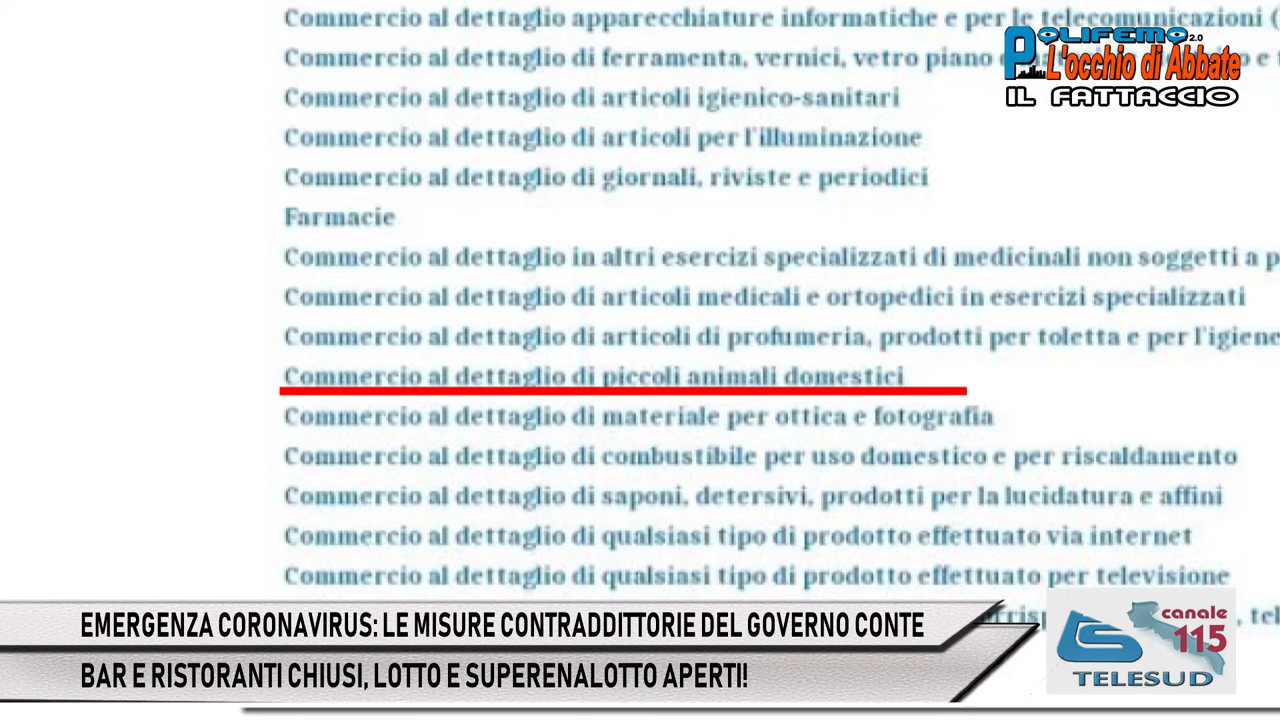 Commercio al dettaglio apparecchiature informatiche e per le telecomunicazioni (
Commercio al dettaglio di ferramenta, vernici, vetro piano e
POLIFEMO 2.0
L'occhio di Abbate
IL FATTACCIO
Commercio al dettaglio di articoli igienico-sanitari
Commercio al dettaglio di articoli per l'illuminazione
Commercio al dettaglio di giornali, riviste e periodici
Farmacie
Commercio al dettaglio in altri esercizi specializzati di medicinali non soggetti a p
Commercio al dettaglio di articoli medicali e ortopedici in esercizi specializzati
Commercio al dettaglio di articoli di profumeria, prodotti per toletta e per l'igiene
Commercio al dettaglio di piccoli animali domestici
Commercio al dettaglio di materiale per ottica e fotografia
Commercio al dettaglio di combustibile per uso domestico e per riscaldamento
Commercio al dettaglio di saponi, detersivi, prodotti per la lucidatura e affini
Commercio al dettaglio di qualsiasi tipo di prodotto effettuato via internet
Commercio al dettaglio di qualsiasi tipo di prodotto effettuato per televisione
EMERGENZA CORONAVIRUS: LE MISURE CONTRADDITTORIE DEL GOVERNO CONTE
BAR E RISTORANTI CHIUSI, LOTTO E SUPERENALOTTO APERTI!
canale
115
TELESUD